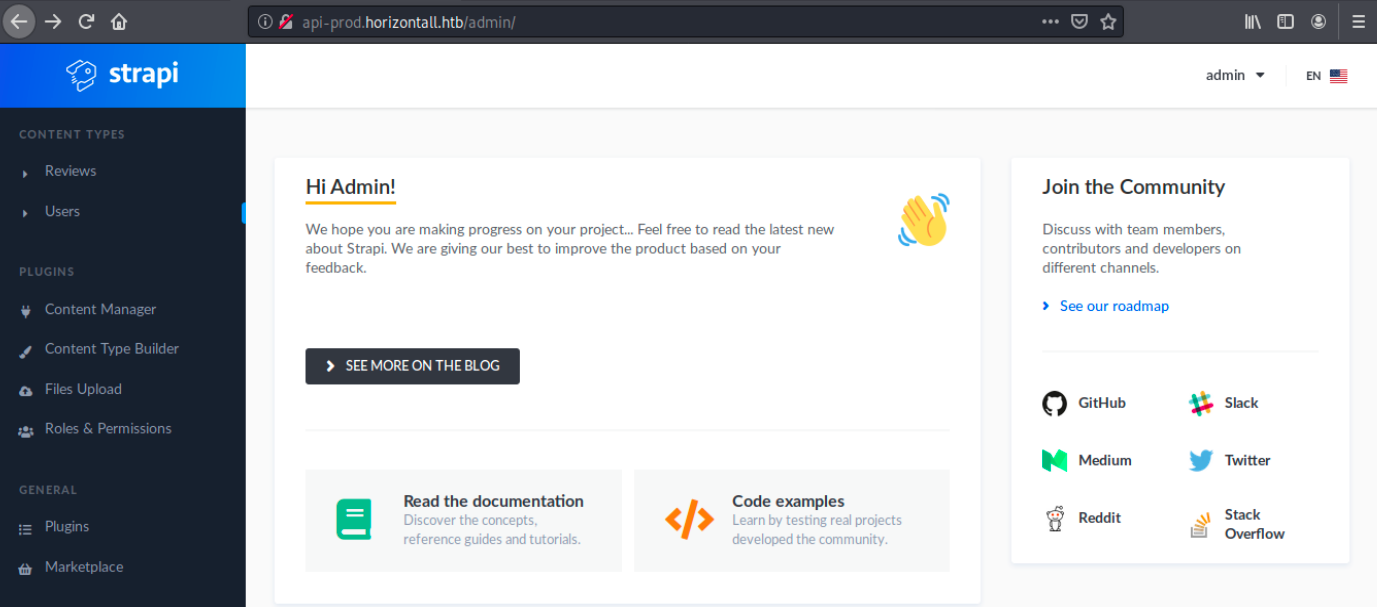 api-prod.horizontall.htb/admin/
strapi
admin
EN
CONTENT TYPES
Reviews
Users
PLUGINS
Content Manager
Content Type Builder
Files Upload
Roles & Permissions
GENERAL
Plugins
Marketplace
Hi Admin!
We hope you are making progress on your project... Feel free to read the latest new
about Strapi. We are giving our best to improve the product based on your
feedback.
SEE MORE ON THE BLOG
Read the documentation
Discover the concepts,
reference guides and tutorials.
Code examples
Learn by testing real projects
developed the community.
Join the Community
Discuss with team members,
contributors and developers on
different channels.
See our roadmap
GitHub
Slack
Medium
Twitter
Reddit
Stack
Overflow